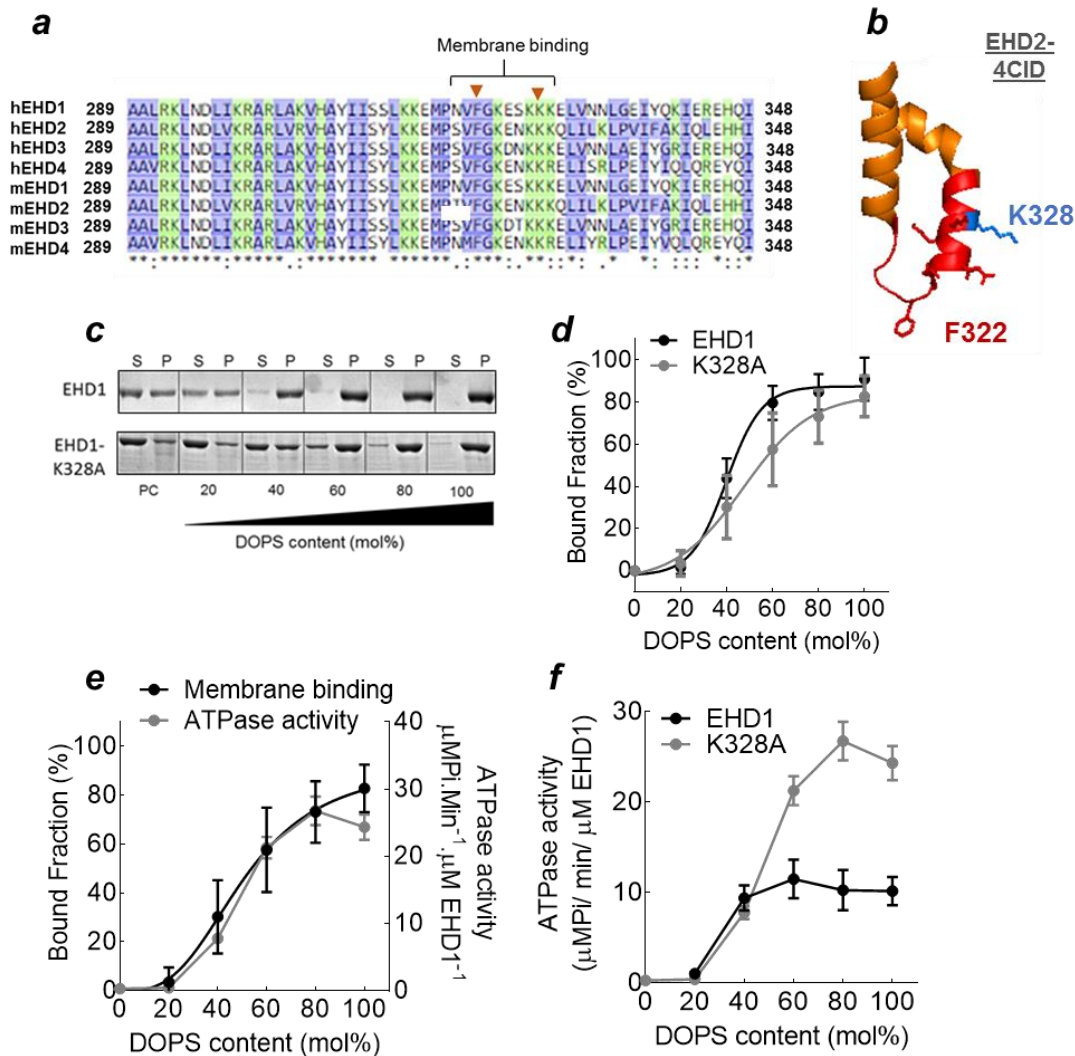 a
Membrane binding
hEHD1 289 AALRKLNDLIKRARLAKVHAYIISSLKKEMPNVFGKESKKKELVNNLGEIYQKIEREHQI 348
hEHD2 289 AALRKLNDLVKRARLVRVHAYIISYLKKEMPSVFGKENKKKQLILKLPVIFAKIQLEHHI 348
hEHD3 289 AALRKLNDLIKRARLAKVHAYIISSLKKEMPSVFGKDNKKKELVNNLAEIYGRIEREHQI 348
hEHD4 289 AAVRKLNDLIKRARLAKVHAYIISYLKKEMPSVFGKENKKRELISRLPEIYIQLQREHQI 348
mEHD1 289 AALRKLNDLIKRARLAKVHAYIISSLKKEMPNVFGKESKKKELVNNLGEIYQKIEREHQI 348
mEHD2 289 AALRKLNDLVKRARLVRVHAYIISYLKKEM VFGKENKKKQLILKLPVIFAKIQLEHHI 348
mEHD3 289 AALRKLNDLIKRARLAKVHAYIISSLKKEMPSVFGKDTKKKELVNNLAEIYGRIEREHQI 348
mEHD4 289 AAVRKLNDLIKRARLAKVHAYIISYLKKEMPNMFGKENKKRELIYRLPEIYVQLQREYQI 348
b
EHD2-
4CID
K328
F322
c
S P S P S P S P S P S P
EHD1
EHD1-
K328A
PC 20 40 60 80 100
DOPS content (mol%)
d
EHD1
K328A
100
80
60
40
20
0
Bound Fraction (%)
0 20 40 60 80 100
DOPS content (mol%)
e
Membrane binding
ATPase activity
100
80
60
40
20
0
Bound Fraction (%)
40
30
20
10
0
ATPase activity
µMPi.Min⁻¹.µM EHD1⁻¹
0 20 40 60 80 100
DOPS content (mol%)
f
EHD1
K328A
30
20
10
0
ATPase activity
(µMPi/ min/ µM EHD1)
0 20 40 60 80 100
DOPS content (mol%)